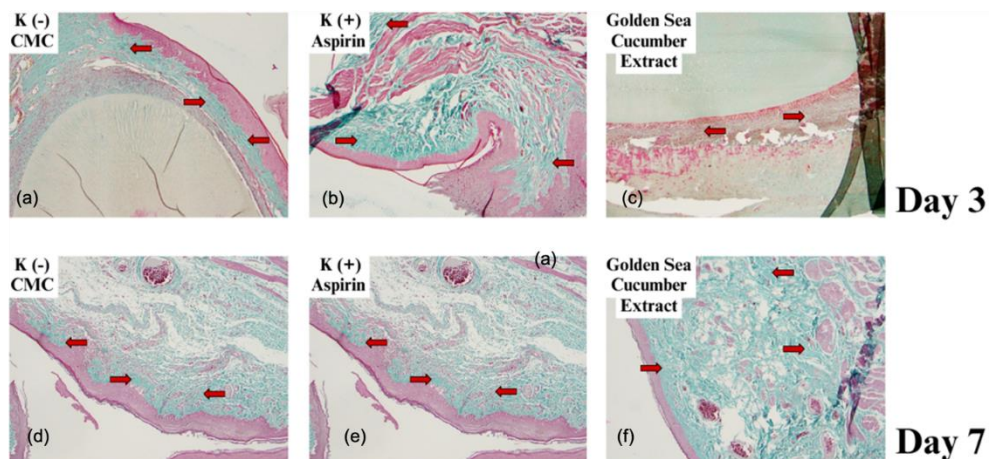 K (-)
CMC
K (+)
Aspirin
Golden Sea
Cucumber
Extract
(a)
(b)
(c)
Day 3
K (-)
CMC
K (+)
Aspirin
(a)
Golden Sea
Cucumber
Extract
(d)
(e)
(f)
Day 7